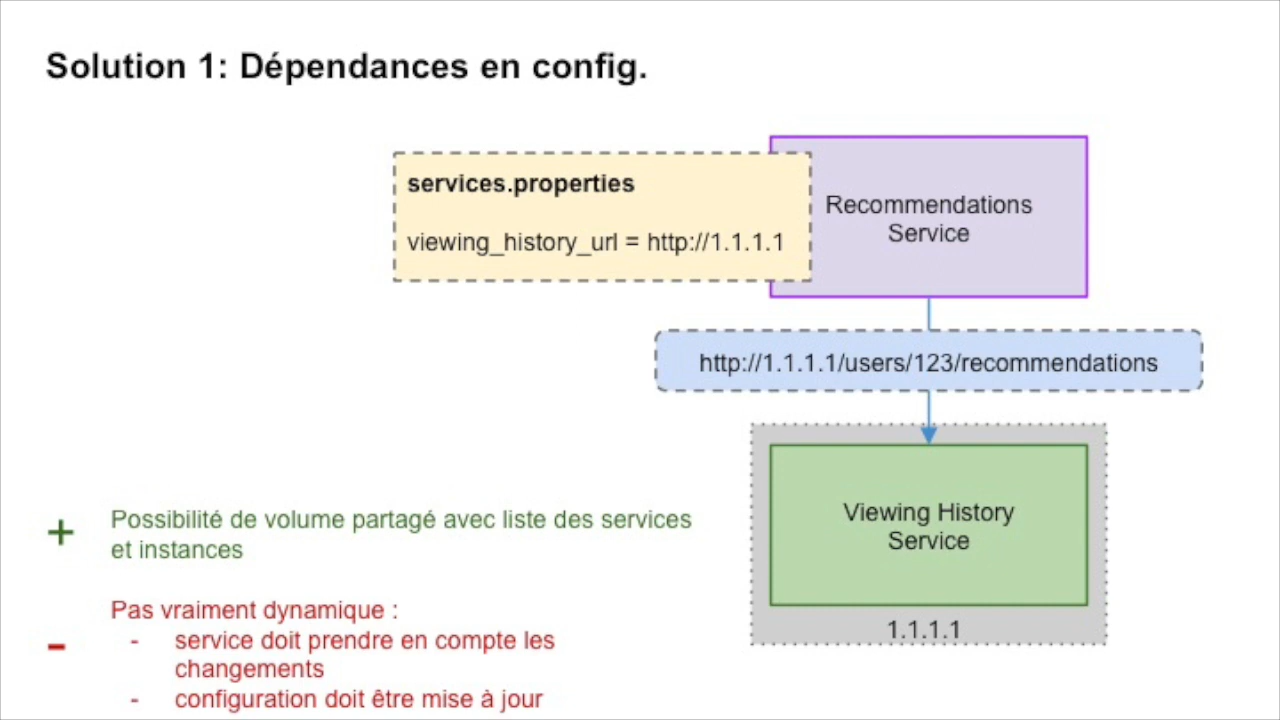 Solution 1: Dépendances en config.
services.properties
viewing_history_url = http://1.1.1.1
Recommendations
Service
http://1.1.1.1/users/123/recommendations
Viewing History
Service
1.1.1.1
+
Possibilité de volume partagé avec liste des services
et instances
-
Pas vraiment dynamique :
- service doit prendre en compte les
changements
- configuration doit être mise à jour